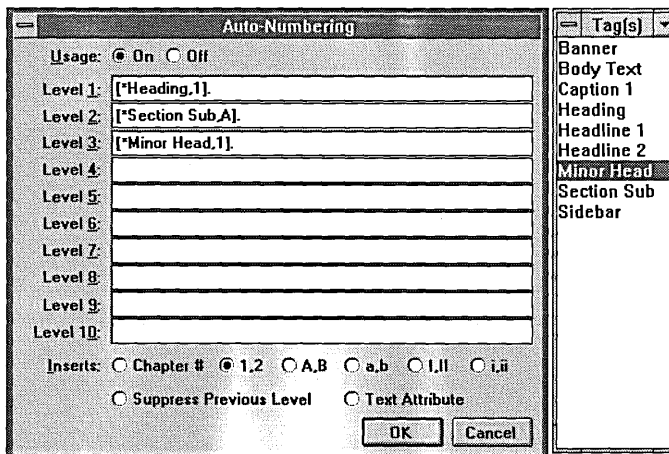 Auto-Numbering
Usage: On Off
Level 1: [*Heading,1].
Level 2: [*Section Sub,A].
Level 3: [*Minor Head,1].
Level 4:
Level 5:
Level 6:
Level 7:
Level 8:
Level 9:
Level 10:
Inserts: Chapter # 1,2 A,B a,b I,II i,ii
Suppress Previous Level Text Attribute
OK Cancel
Tag(s)
Banner
Body Text
Caption 1
Heading
Headline 1
Headline 2
Minor Head
Section Sub
Sidebar